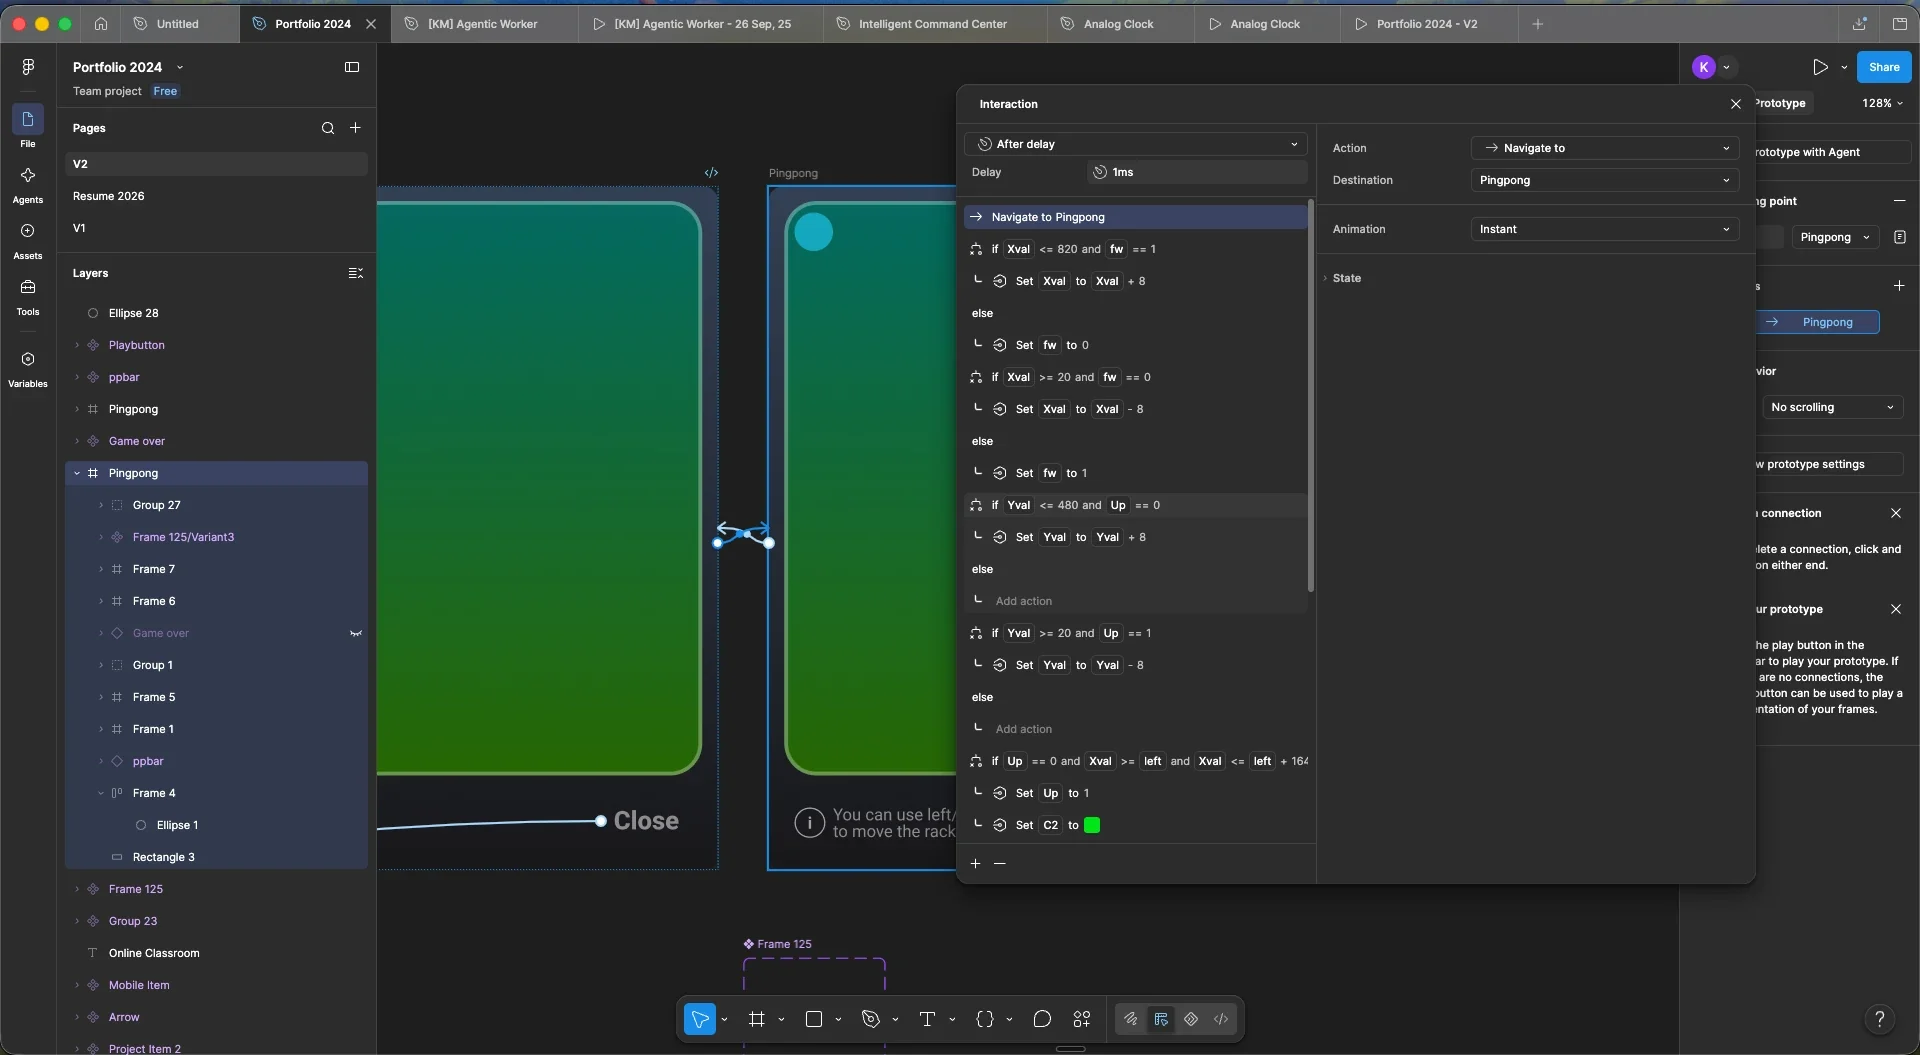 Untitled
Portfolio 2024
[KM] Agentic Worker
[KM] Agentic Worker - 26 Sep, 25
Intelligent Command Center
Analog Clock
Analog Clock
Portfolio 2024 - V2
File
Agents
Assets
Tools
Variables
Portfolio 2024
Team project Free
Pages
V2
Resume 2026
V1
Layers
Ellipse 28
Playbutton
ppbar
Pingpong
Game over
Pingpong
Group 27
Frame 125/Variant3
Frame 7
Frame 6
Game over
Group 1
Frame 5
Frame 1
ppbar
Frame 4
Ellipse 1
Rectangle 3
Frame 125
Group 23
Online Classroom
Mobile Item
Arrow
Project Item 2
Pingpong
Close
You can use left/
to move the rack
Frame 125
Interaction
After delay
Delay 1ms
Navigate to Pingpong
if Xval <= 820 and fw == 1
Set Xval to Xval + 8
else
Set fw to 0
if Xval >= 20 and fw == 0
Set Xval to Xval - 8
else
Set fw to 1
if Yval <= 480 and Up == 0
Set Yval to Yval + 8
else
Add action
if Yval >= 20 and Up == 1
Set Yval to Yval - 8
else
Add action
if Up == 0 and Xval >= left and Xval <= left + 164
Set Up to 1
Set C2 to
Action Navigate to
Destination Pingpong
Animation Instant
State
K
Share
Prototype 128%
ototype with Agent
ng point
Pingpong
s
Pingpong
vior
No scrolling
w prototype settings
a connection
elete a connection, click and
on either end.
ur prototype
he play button in the
ar to play your prototype. If
are no connections, the
button can be used to play a
entation of your frames.
?